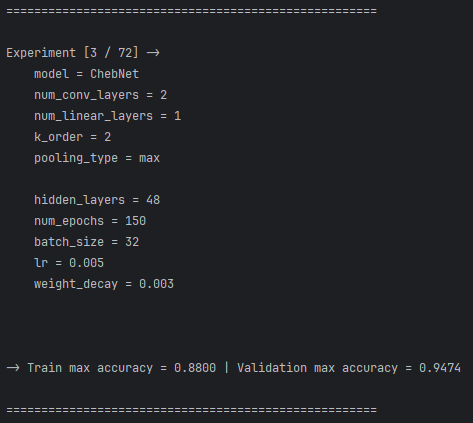 =====================================================
Experiment [3 / 72] ->
model = ChebNet
num_conv_layers = 2
num_linear_layers = 1
k_order = 2
pooling_type = max
hidden_layers = 48
num_epochs = 150
batch_size = 32
lr = 0.005
weight_decay = 0.003
-> Train max accuracy = 0.8800 | Validation max accuracy = 0.9474
=====================================================